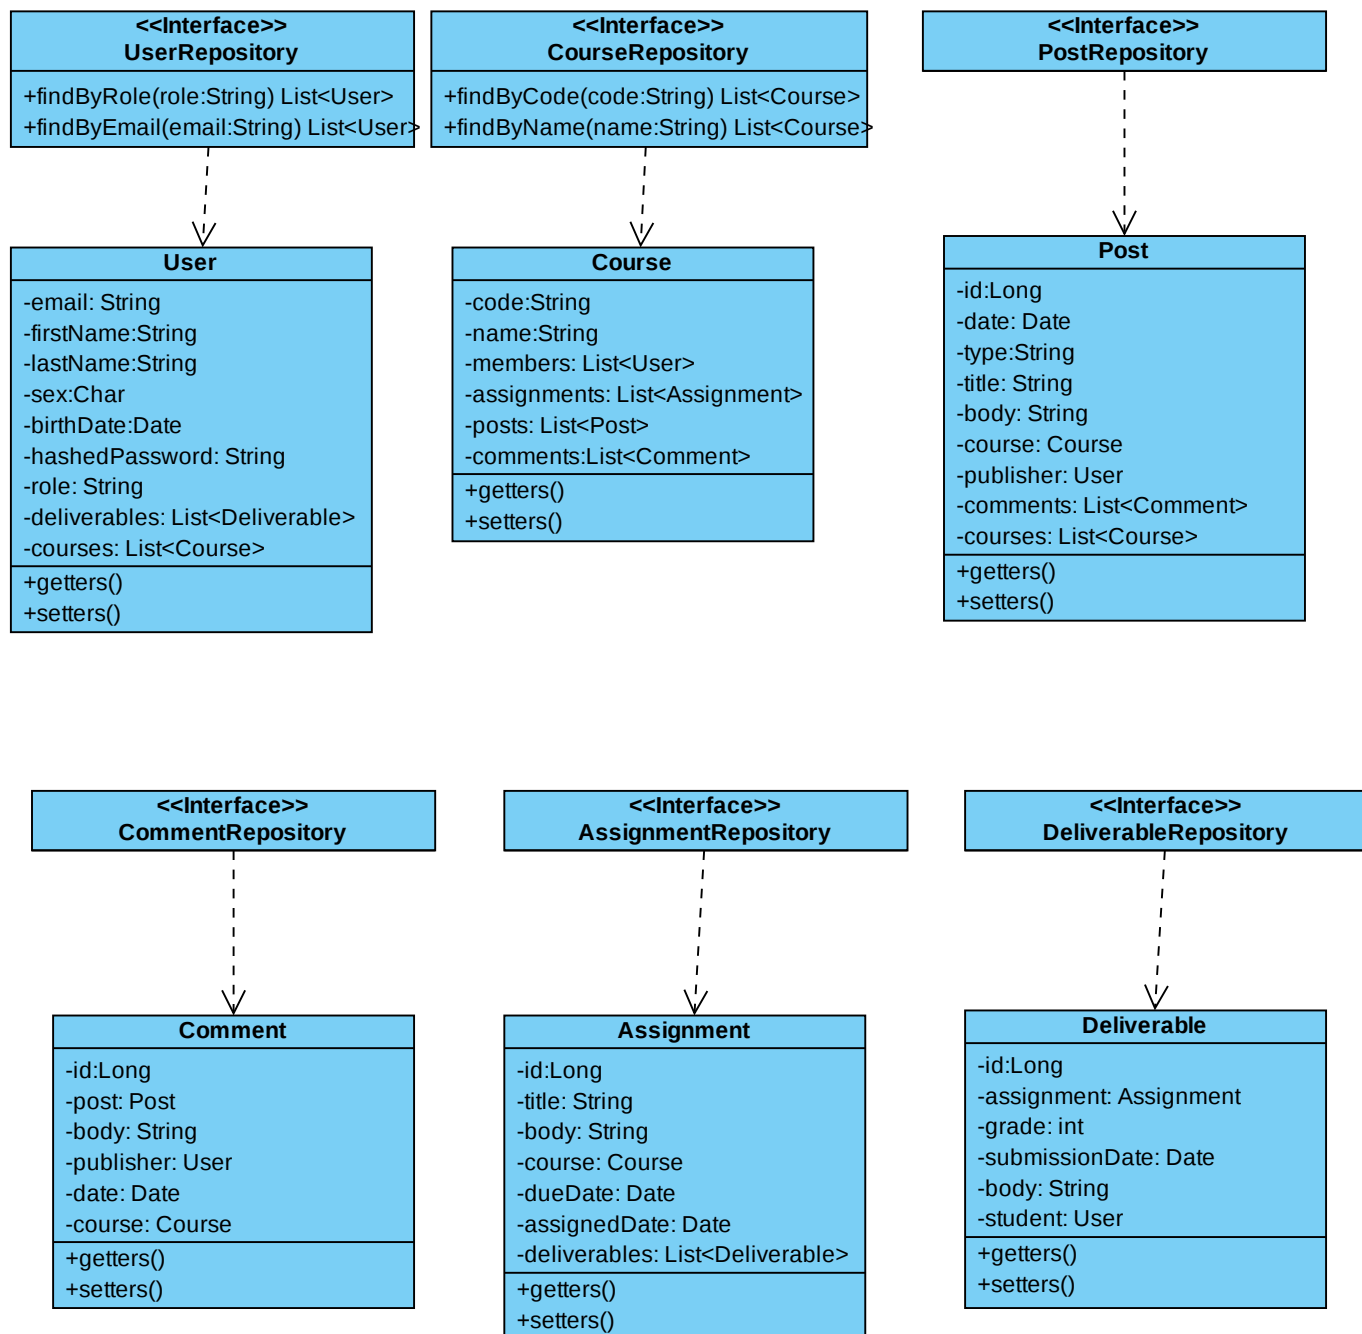 <<Interface>>
UserRepository
+findByRole(role:String) List<User>
+findByEmail(email:String) List<User>
<<Interface>>
CourseRepository
+findByCode(code:String) List<Course>
+findByName(name:String) List<Course>
<<Interface>>
PostRepository
User
-email: String
-firstName:String
-lastName:String
-sex:Char
-birthDate:Date
-hashedPassword: String
-role: String
-deliverables: List<Deliverable>
-courses: List<Course>
+getters()
+setters()
Course
-code:String
-name:String
-members: List<User>
-assignments: List<Assignment>
-posts: List<Post>
-comments:List<Comment>
+getters()
+setters()
Post
-id:Long
-date: Date
-type:String
-title: String
-body: String
-course: Course
-publisher: User
-comments: List<Comment>
-courses: List<Course>
+getters()
+setters()
<<Interface>>
CommentRepository
<<Interface>>
AssignmentRepository
<<Interface>>
DeliverableRepository
Comment
-id:Long
-post: Post
-body: String
-publisher: User
-date: Date
-course: Course
+getters()
+setters()
Assignment
-id:Long
-title: String
-body: String
-course: Course
-dueDate: Date
-assignedDate: Date
-deliverables: List<Deliverable>
+getters()
+setters()
Deliverable
-id:Long
-assignment: Assignment
-grade: int
-submissionDate: Date
-body: String
-student: User
+getters()
+setters()